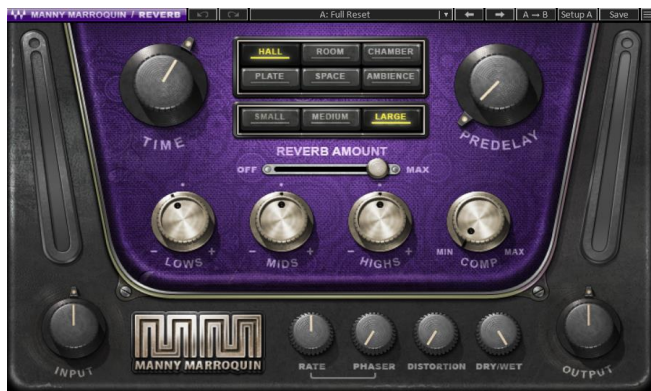 MANNY MARROQUIN / REVERB A: Full Reset A → B Setup A Save
HALL ROOM CHAMBER
PLATE SPACE AMBIENCE
SMALL MEDIUM LARGE
TIME PREDELAY
REVERB AMOUNT
OFF MAX
- + - + - + MIN MAX
LOWS MIDS HIGHS COMP
MANNY MARROQUIN
INPUT RATE PHASER DISTORTION DRY/WET OUTPUT